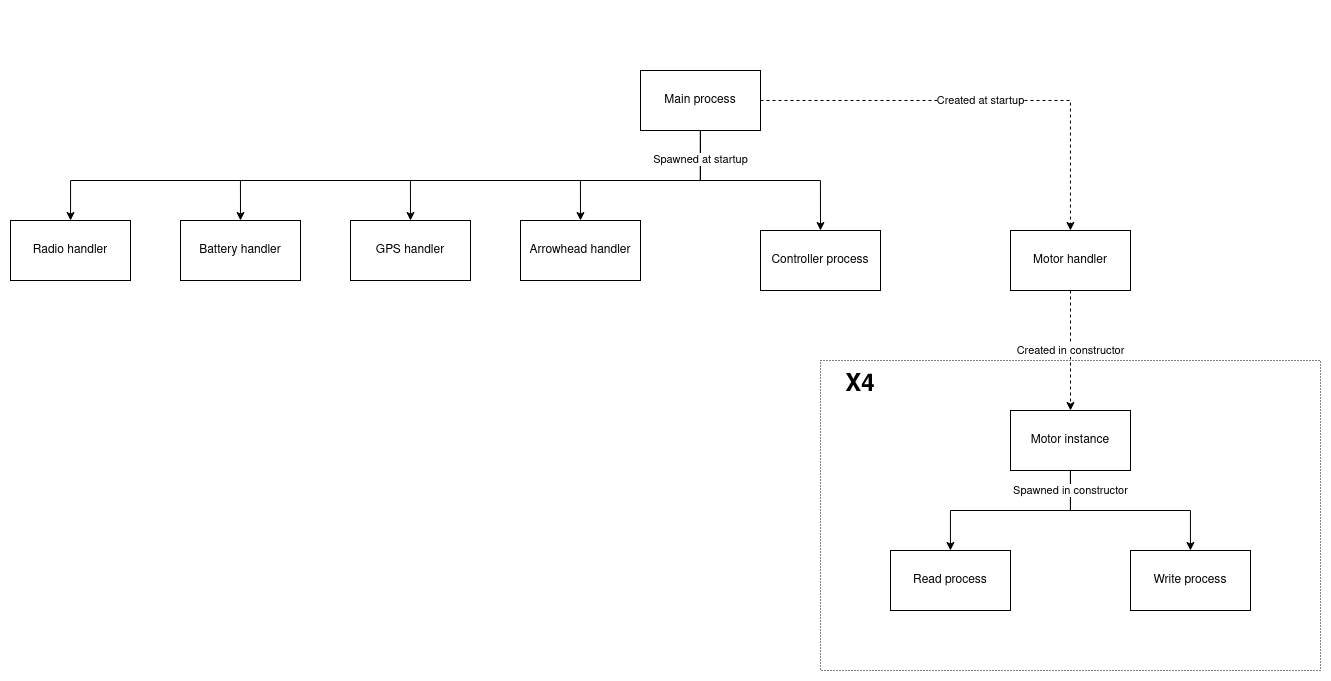 Main process
Created at startup
Spawned at startup
Radio handler
Battery handler
GPS handler
Arrowhead handler
Controller process
Motor handler
Created in constructor
X4
Motor instance
Spawned in constructor
Read process
Write process